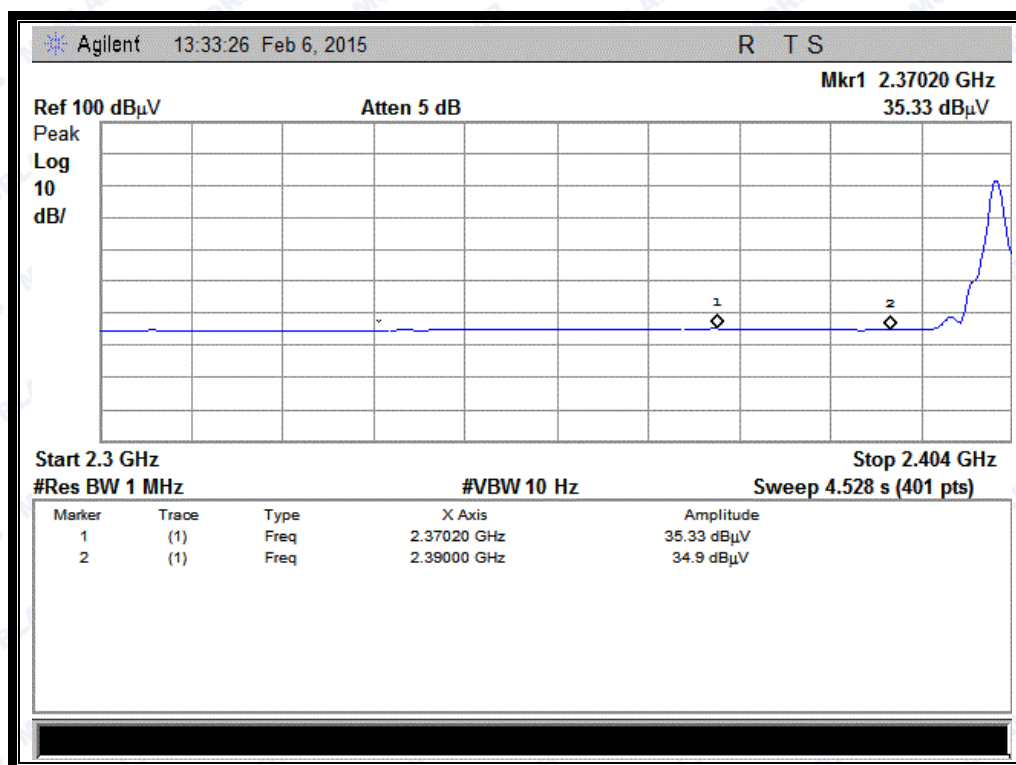 Agilent 13:33:26 Feb 6, 2015 R T S
Mkr1 2.37020 GHz
Ref 100 dBµV Atten 5 dB 35.33 dBµV
Peak
Log
10
dB/
1 2
Start 2.3 GHz Stop 2.404 GHz
#Res BW 1 MHz #VBW 10 Hz Sweep 4.528 s (401 pts)
Marker Trace Type X Axis Amplitude
1 (1) Freq 2.37020 GHz 35.33 dBµV
2 (1) Freq 2.39000 GHz 34.9 dBµV